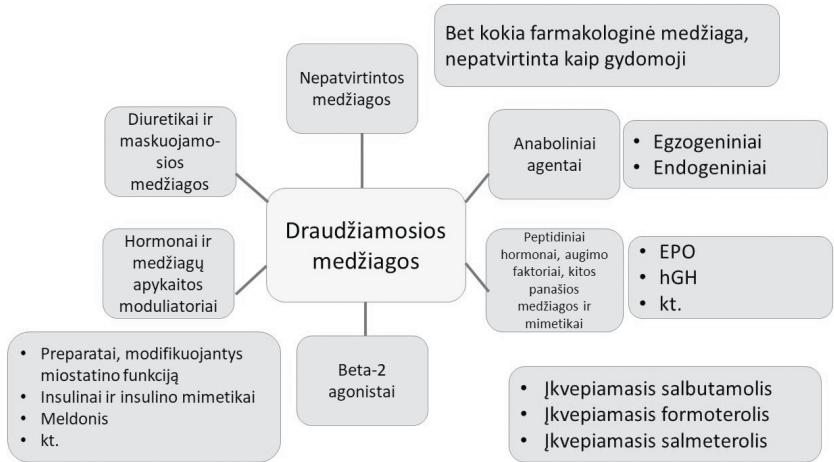 Bet kokia farmakologinė medžiaga,
nepatvirtinta kaip gydomoji
Nepatvirtintos
medžiagos
Diuretikai ir
maskuojamo-
sios
medžiagos
Anaboliniai
agentai
• Egzogeniniai
• Endogeniniai
Draudžiamosios
medžiagos
Hormonai ir
medžiagų
apykaitos
moduliatoriai
Peptidiniai
hormonai, augimo
faktoriai, kitos
panašios
medžiagos ir
mimetikai
• EPO
• hGH
• kt.
• Preparatai, modifikuojantys
miostatino funkciją
• Insulinai ir insulino mimetikai
• Meldonis
• kt.
Beta-2
agonistai
• Įkvepiamasis salbutamolis
• Įkvepiamasis formoterolis
• Įkvepiamasis salmeterolis